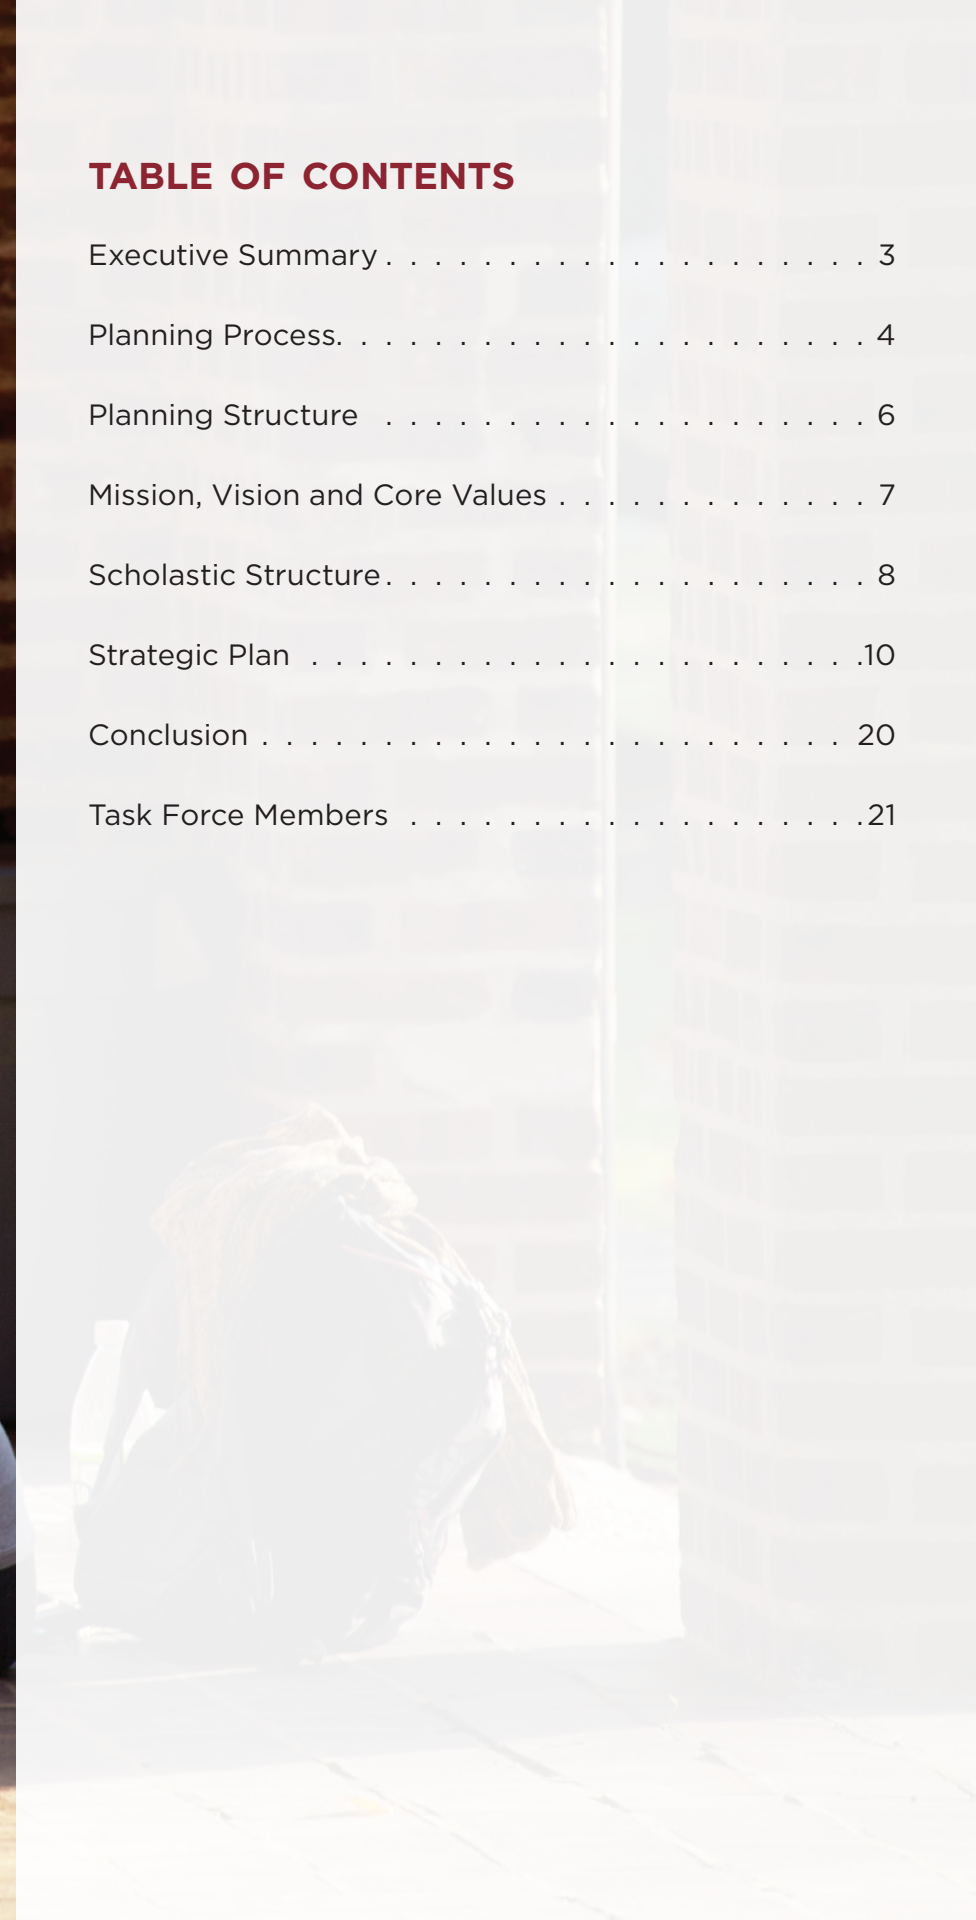 TABLE OF CONTENTS
Executive Summary . . . . . . . . . . . . . . . . . . . . 3
Planning Process. . . . . . . . . . . . . . . . . . . . . . 4
Planning Structure . . . . . . . . . . . . . . . . . . . . 6
Mission, Vision and Core Values . . . . . . . . . . . . . 7
Scholastic Structure . . . . . . . . . . . . . . . . . . . . 8
Strategic Plan . . . . . . . . . . . . . . . . . . . . . . .10
Conclusion . . . . . . . . . . . . . . . . . . . . . . . . 20
Task Force Members . . . . . . . . . . . . . . . . . . .21